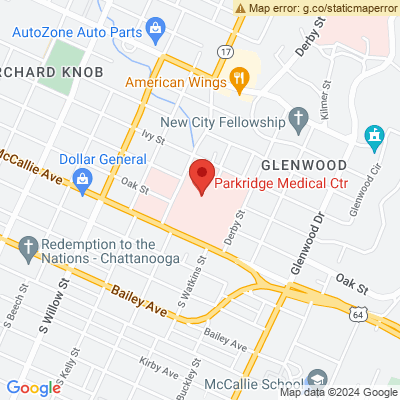 Map error: g.co/staticmaperror
AutoZone Auto Parts
17
Derby St
ORCHARD KNOB
American Wings
Kilmer St
Ivy St
New City Fellowship
McCallie Ave
Dollar General
GLENWOOD
Oak St
Parkridge Medical Ctr
Glenwood Cir
Derby St
Glenwood Dr
Redemption to the
Nations - Chattanooga
S Watkins St
Oak St
S Beech St
S Willow St
Bailey Ave
64
Bailey Ave
Kirby Ave
S Kelly St
Buckley St
McCallie School
Google
Map data ©2024 Google